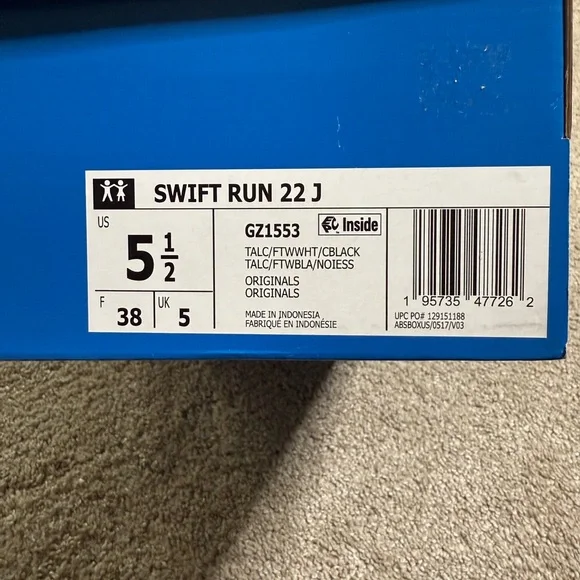 SWIFT RUN 22 J
US
5 1/2
F
38
UK
5
GZ1553
Inside
TALC/FTWWHT/CBLACK
TALC/FTWBLA/NOIESS
ORIGINALS
ORIGINALS
MADE IN INDONESIA
FABRIQUÉ EN INDONÉSIE
1 95735 47726 2
UPC PO# 129151188
ABSBOXUS/0517/V03